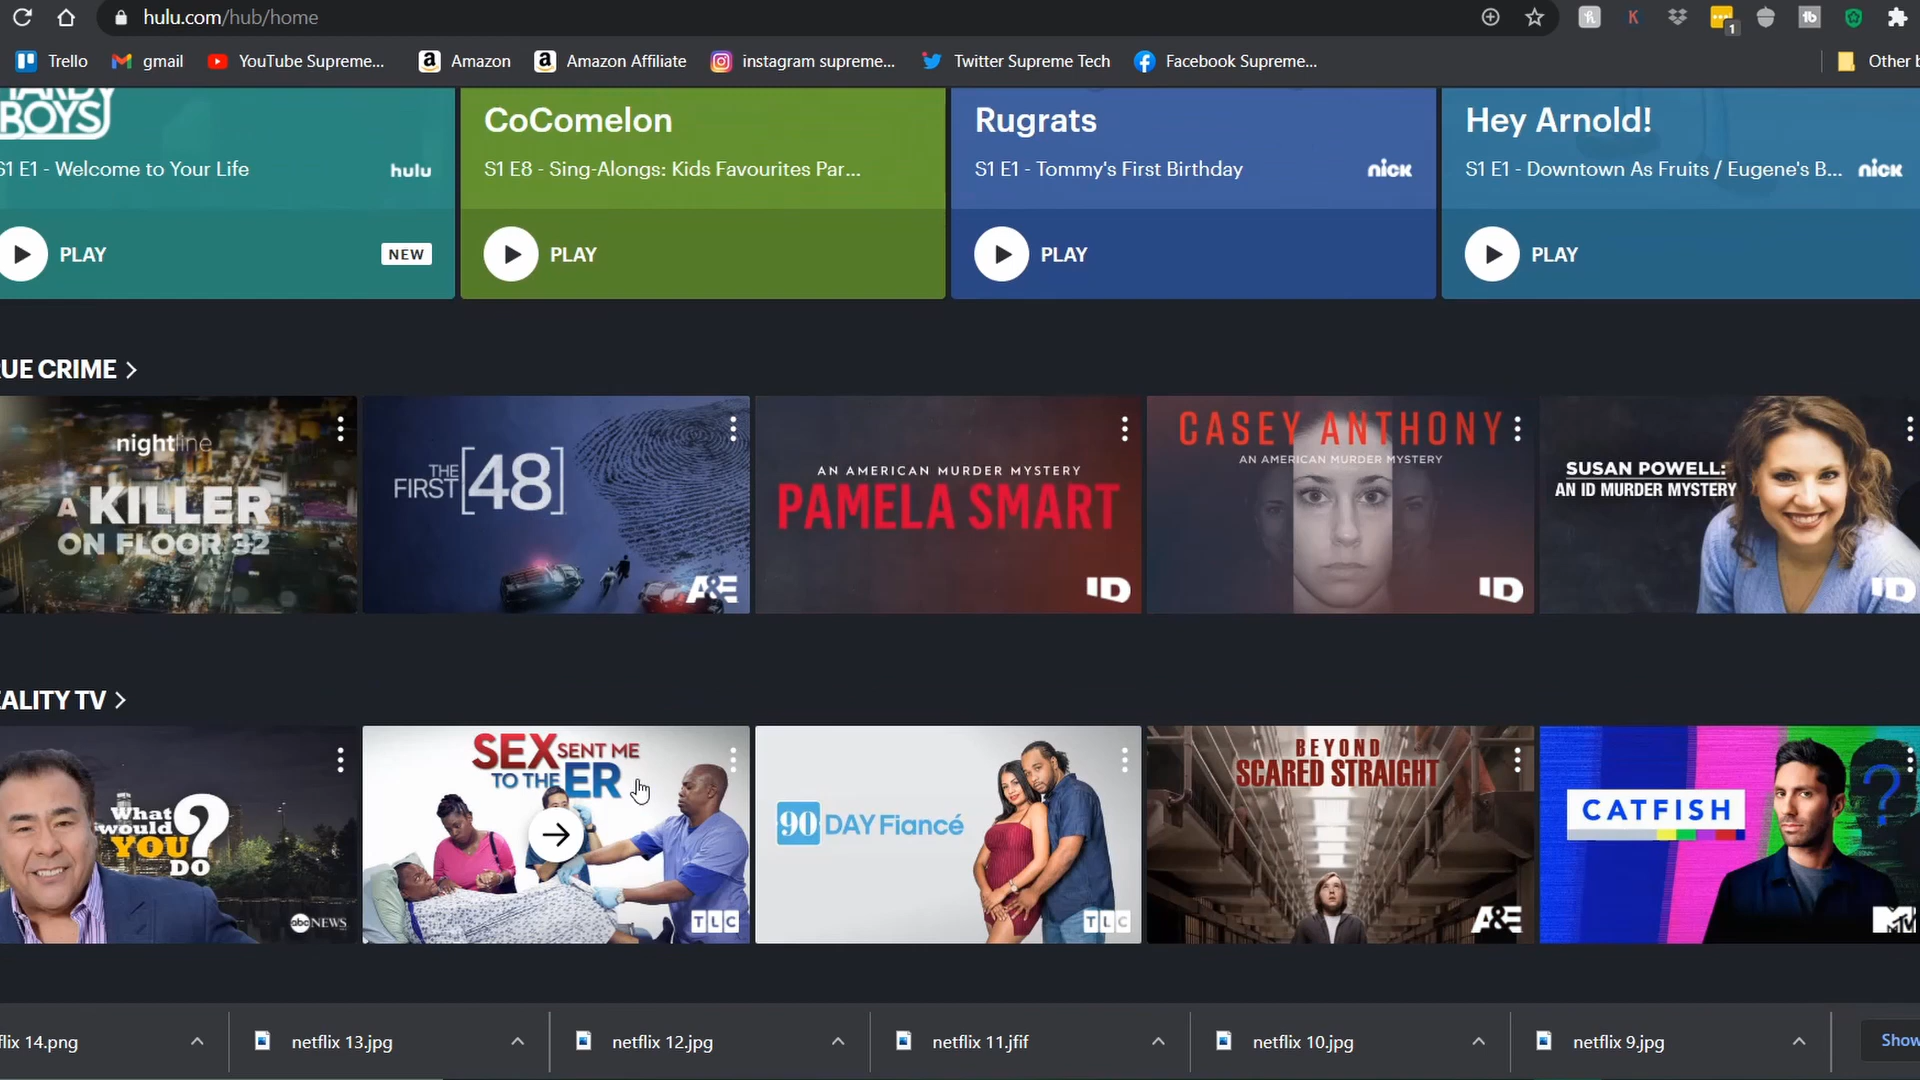 hulu.com/hub/home
1
Trello
gmail
YouTube Supreme...
Amazon
Amazon Affiliate
instagram supreme...
Twitter Supreme Tech
Facebook Supreme...
Other b
HARDY
BOYS
S1 E1 - Welcome to Your Life
hulu
PLAY
NEW
CoComelon
S1 E8 - Sing-Alongs: Kids Favourites Par...
PLAY
Rugrats
S1 E1 - Tommy's First Birthday
nick
PLAY
Hey Arnold!
S1 E1 - Downtown As Fruits / Eugene's B...
nick
PLAY
UE CRIME >
nightline
A KILLER
ON FLOOR 32
THE
FIRST [48]
A&E
AN AMERICAN MURDER MYSTERY
PAMELA SMART
ID
CASEY ANTHONY
AN AMERICAN MURDER MYSTERY
ID
SUSAN POWELL:
AN ID MURDER MYSTERY
ID
EALITY TV >
What
would
YOU
DO
?
abc NEWS
SEX SENT ME
TO THE ER
TLC
90 DAY Fiancé
TLC
BEYOND
SCARED STRAIGHT
A&E
CATFISH
?
MTV
flix 14.png
netflix 13.jpg
netflix 12.jpg
netflix 11.jfif
netflix 10.jpg
netflix 9.jpg
Show